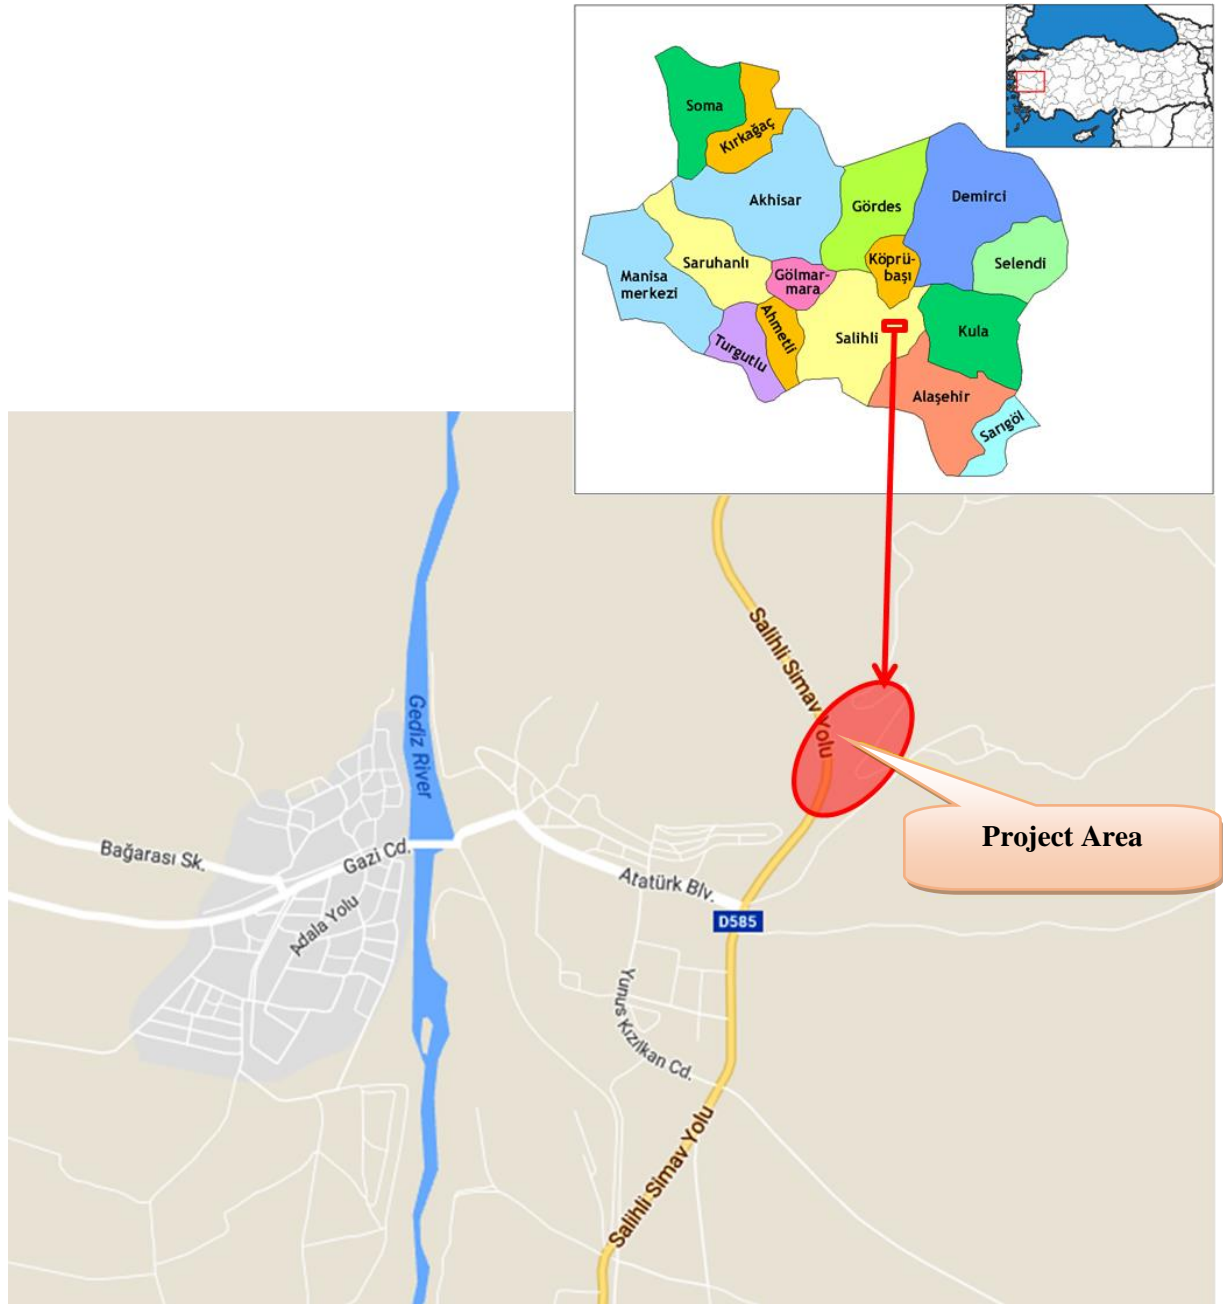 Soma
Kırkağaç
Akhisar
Gördes
Demirci
Saruhanlı
Gölmar-
mara
Köprü-
başı
Selendi
Manisa
merkezi
Turgutlu
Ahmetli
Salihli
Kula
Alaşehir
Sarıgöl
Salihli Simav Yolu
Gediz River
Project Area
Bağarası Sk.
Gazi Cd.
Atatürk Blv.
D585
Adala Yolu
Yunus Kızılkan Cd.
Salihli Simav Yolu